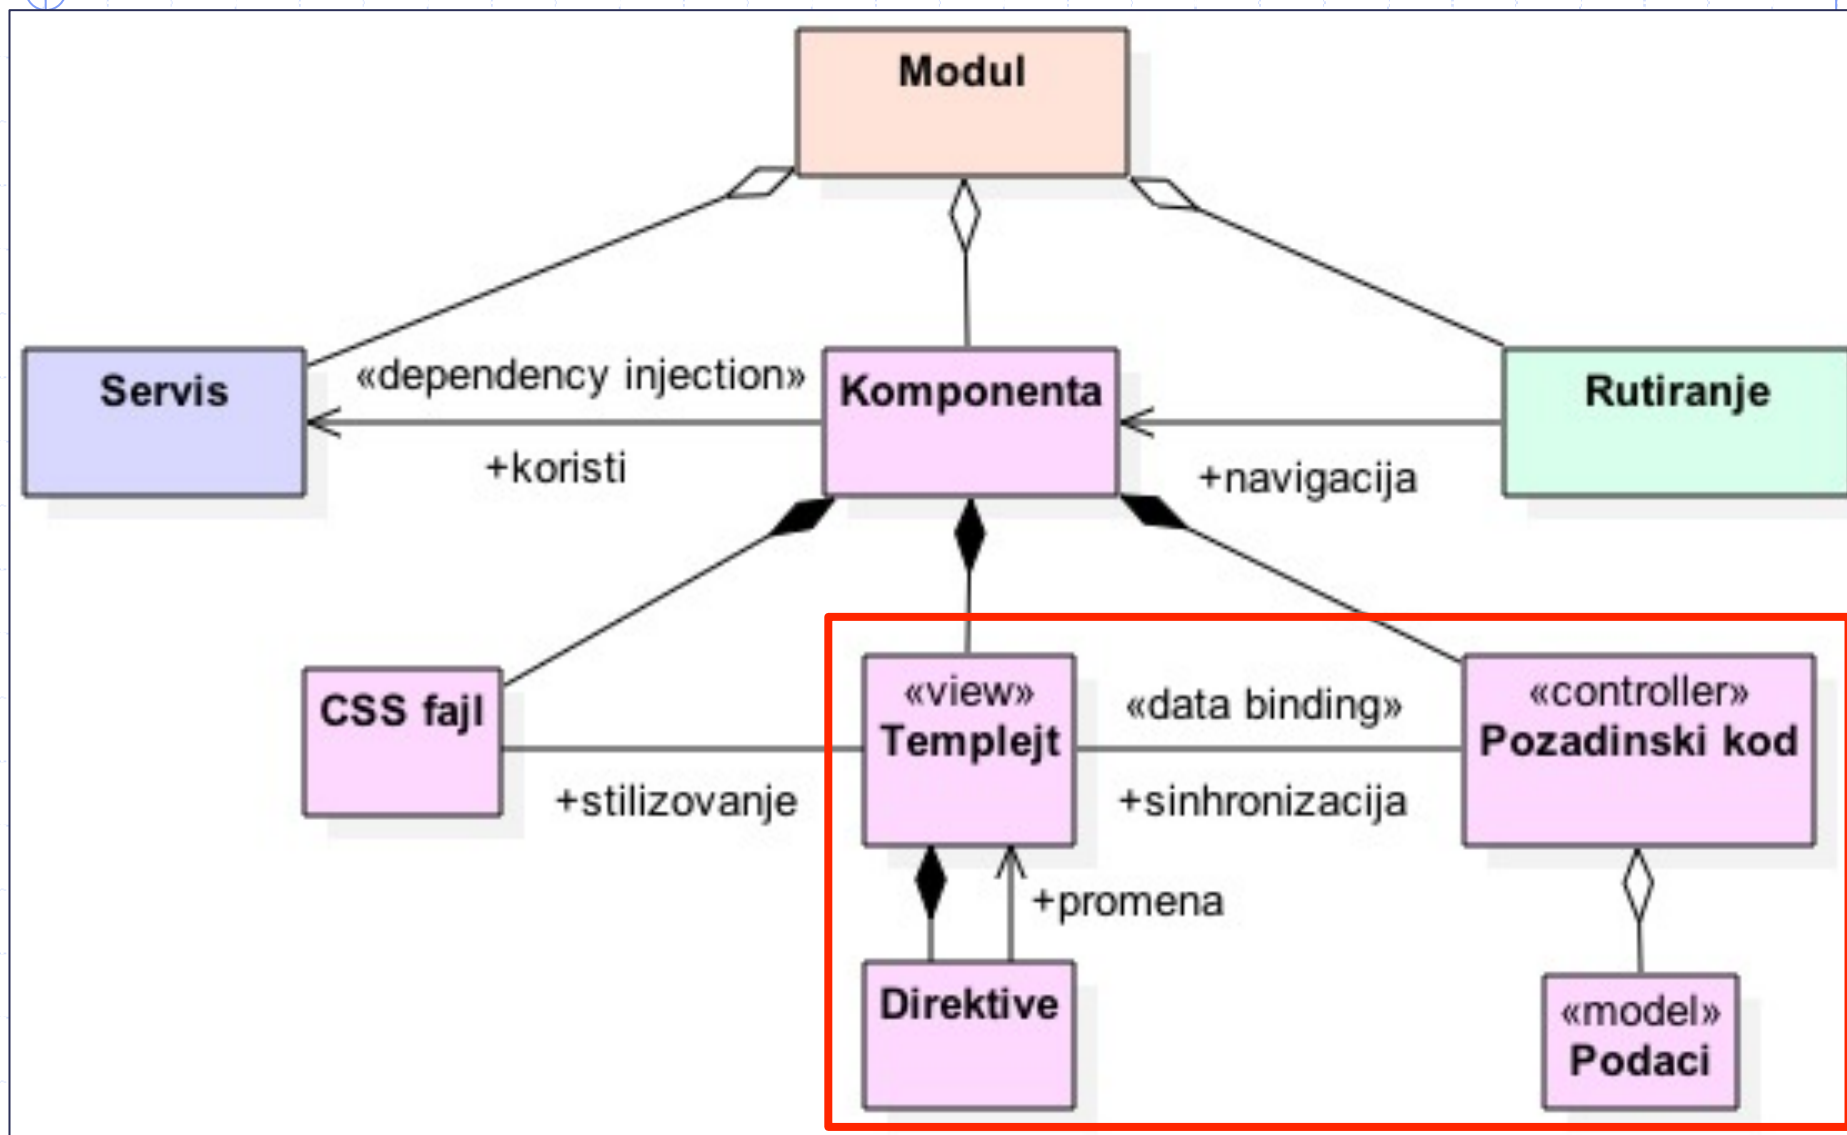 Modul
Servis
«dependency injection»
+koristi
Komponenta
+navigacija
Rutiranje
CSS fajl
+stilizovanje
«view»
Templejt
«data binding»
+sinhronizacija
«controller»
Pozadinski kod
+promena
Direktive
«model»
Podaci